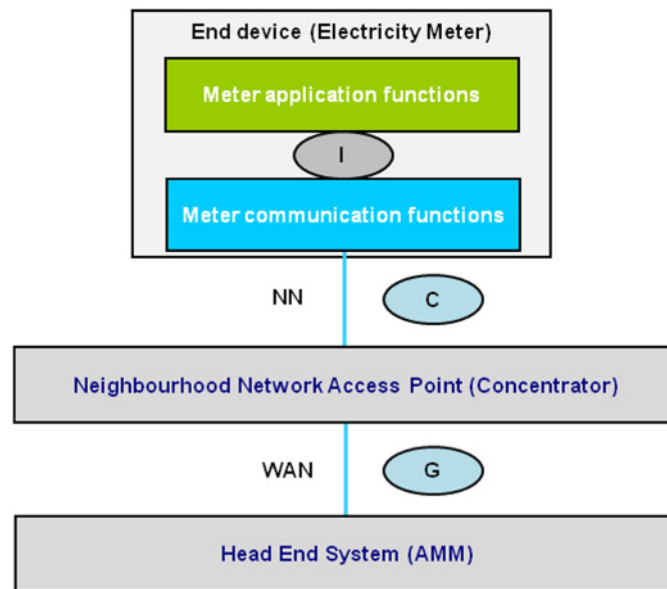 End device (Electricity Meter)
Meter application functions
I
Meter communication functions
NN
C
Neighbourhood Network Access Point (Concentrator)
WAN
G
Head End System (AMM)